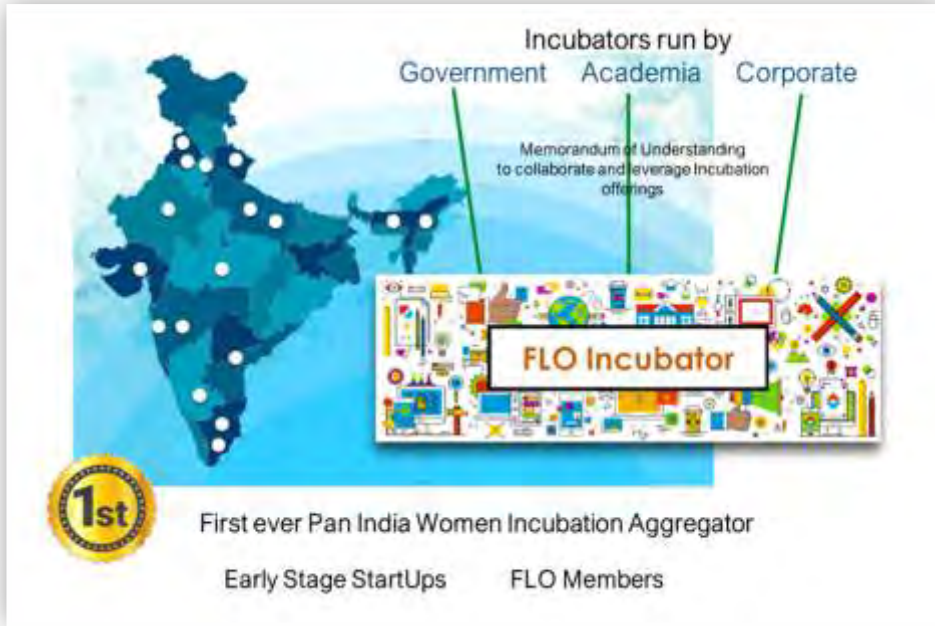 Incubators run by
Government Academia Corporate
Memorandum of Understanding
to collaborate and leverage Incubation
offerings
FLO Incubator
1st
First ever Pan India Women Incubation Aggregator
Early Stage StartUps FLO Members